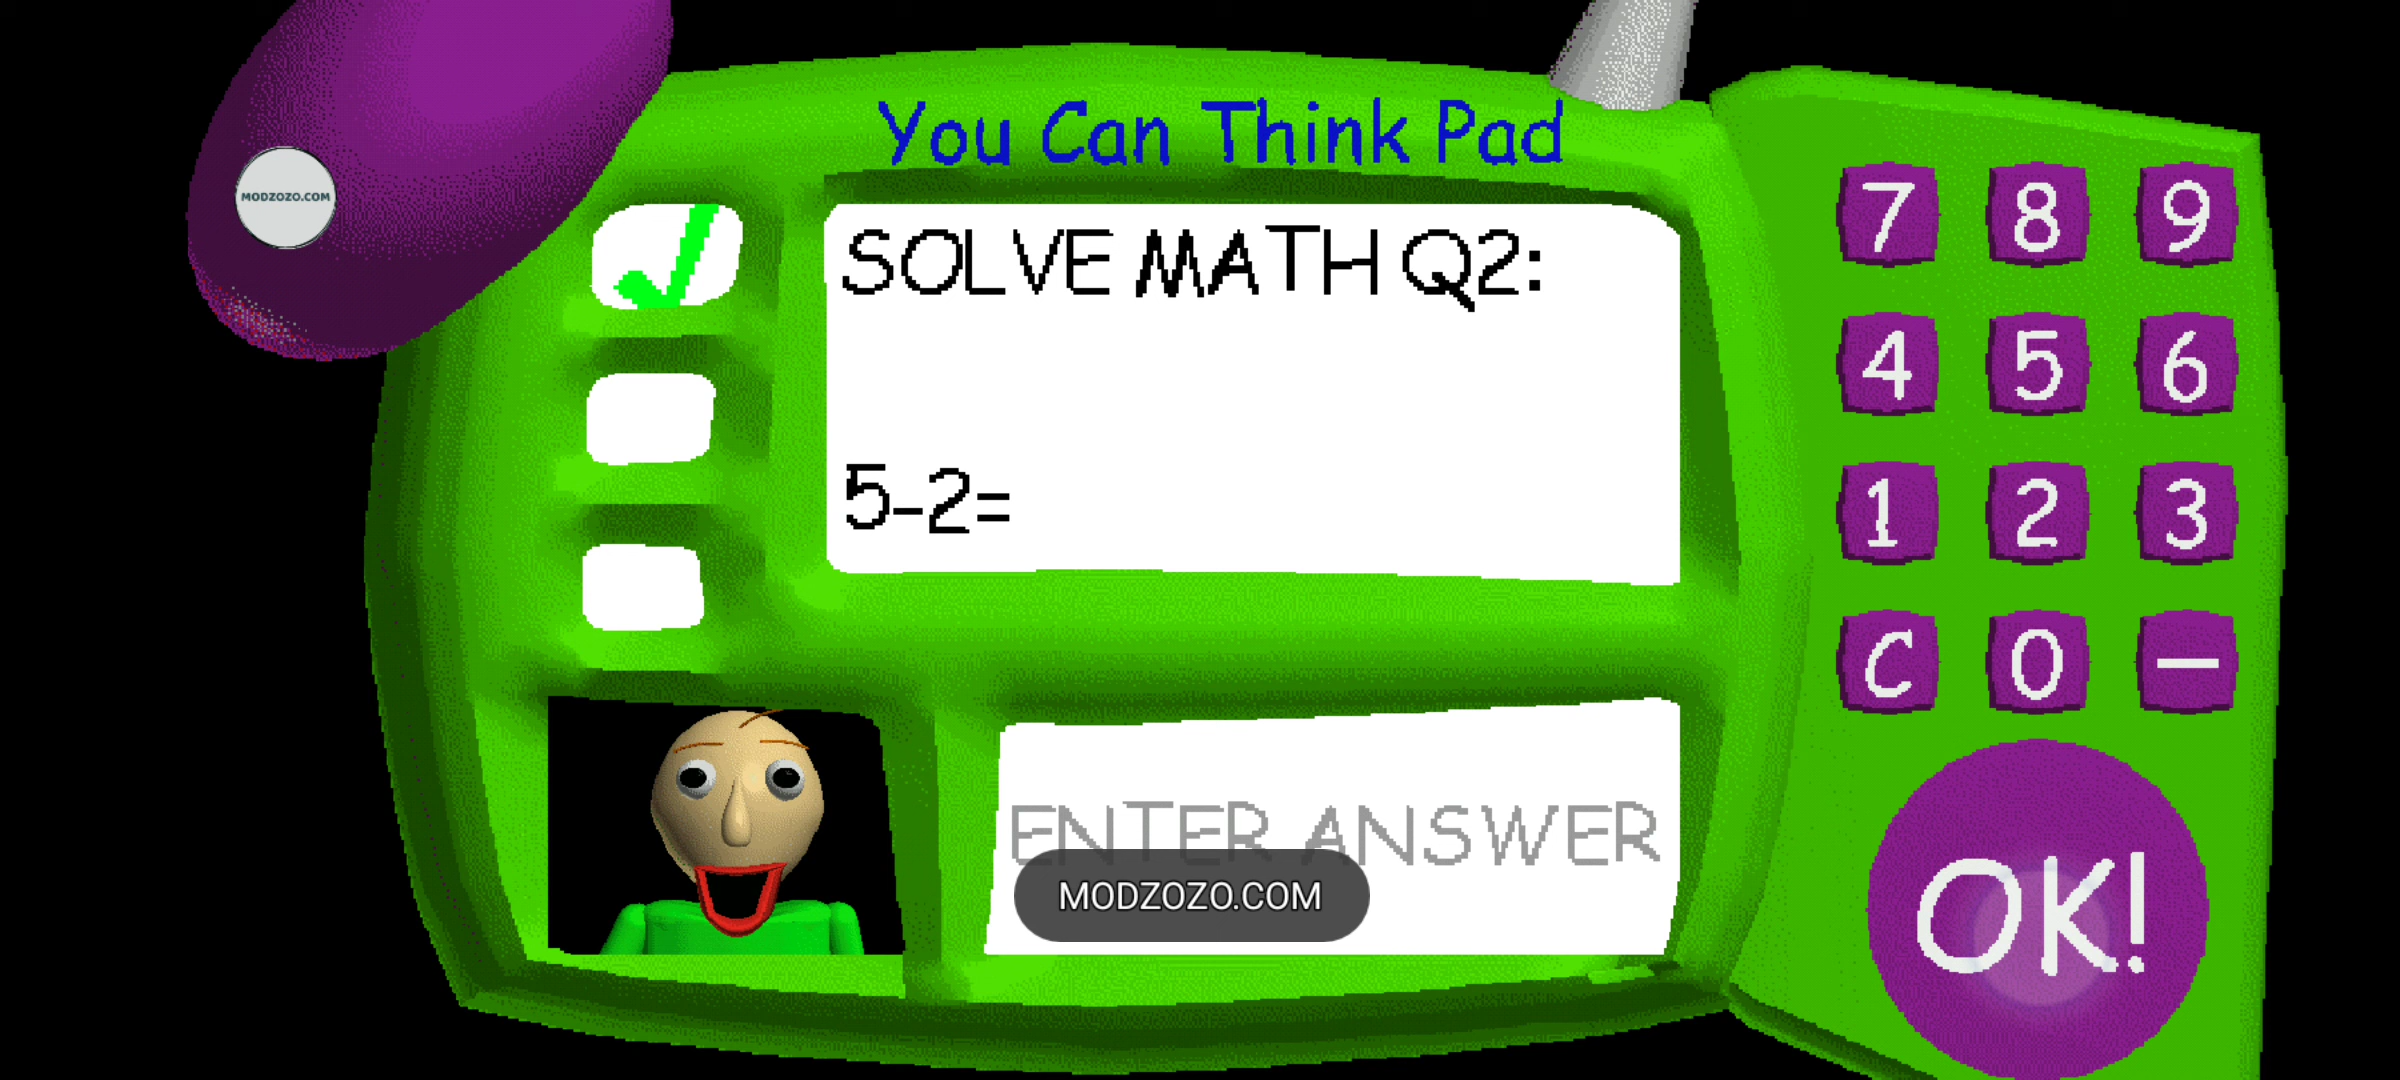 You Can Think Pad
MODZOZO.COM
SOLVE MATH Q2:
5-2=
7 8 9
4 5 6
1 2 3
C 0 —
ENTER ANSWER
MODZOZO.COM
OK!